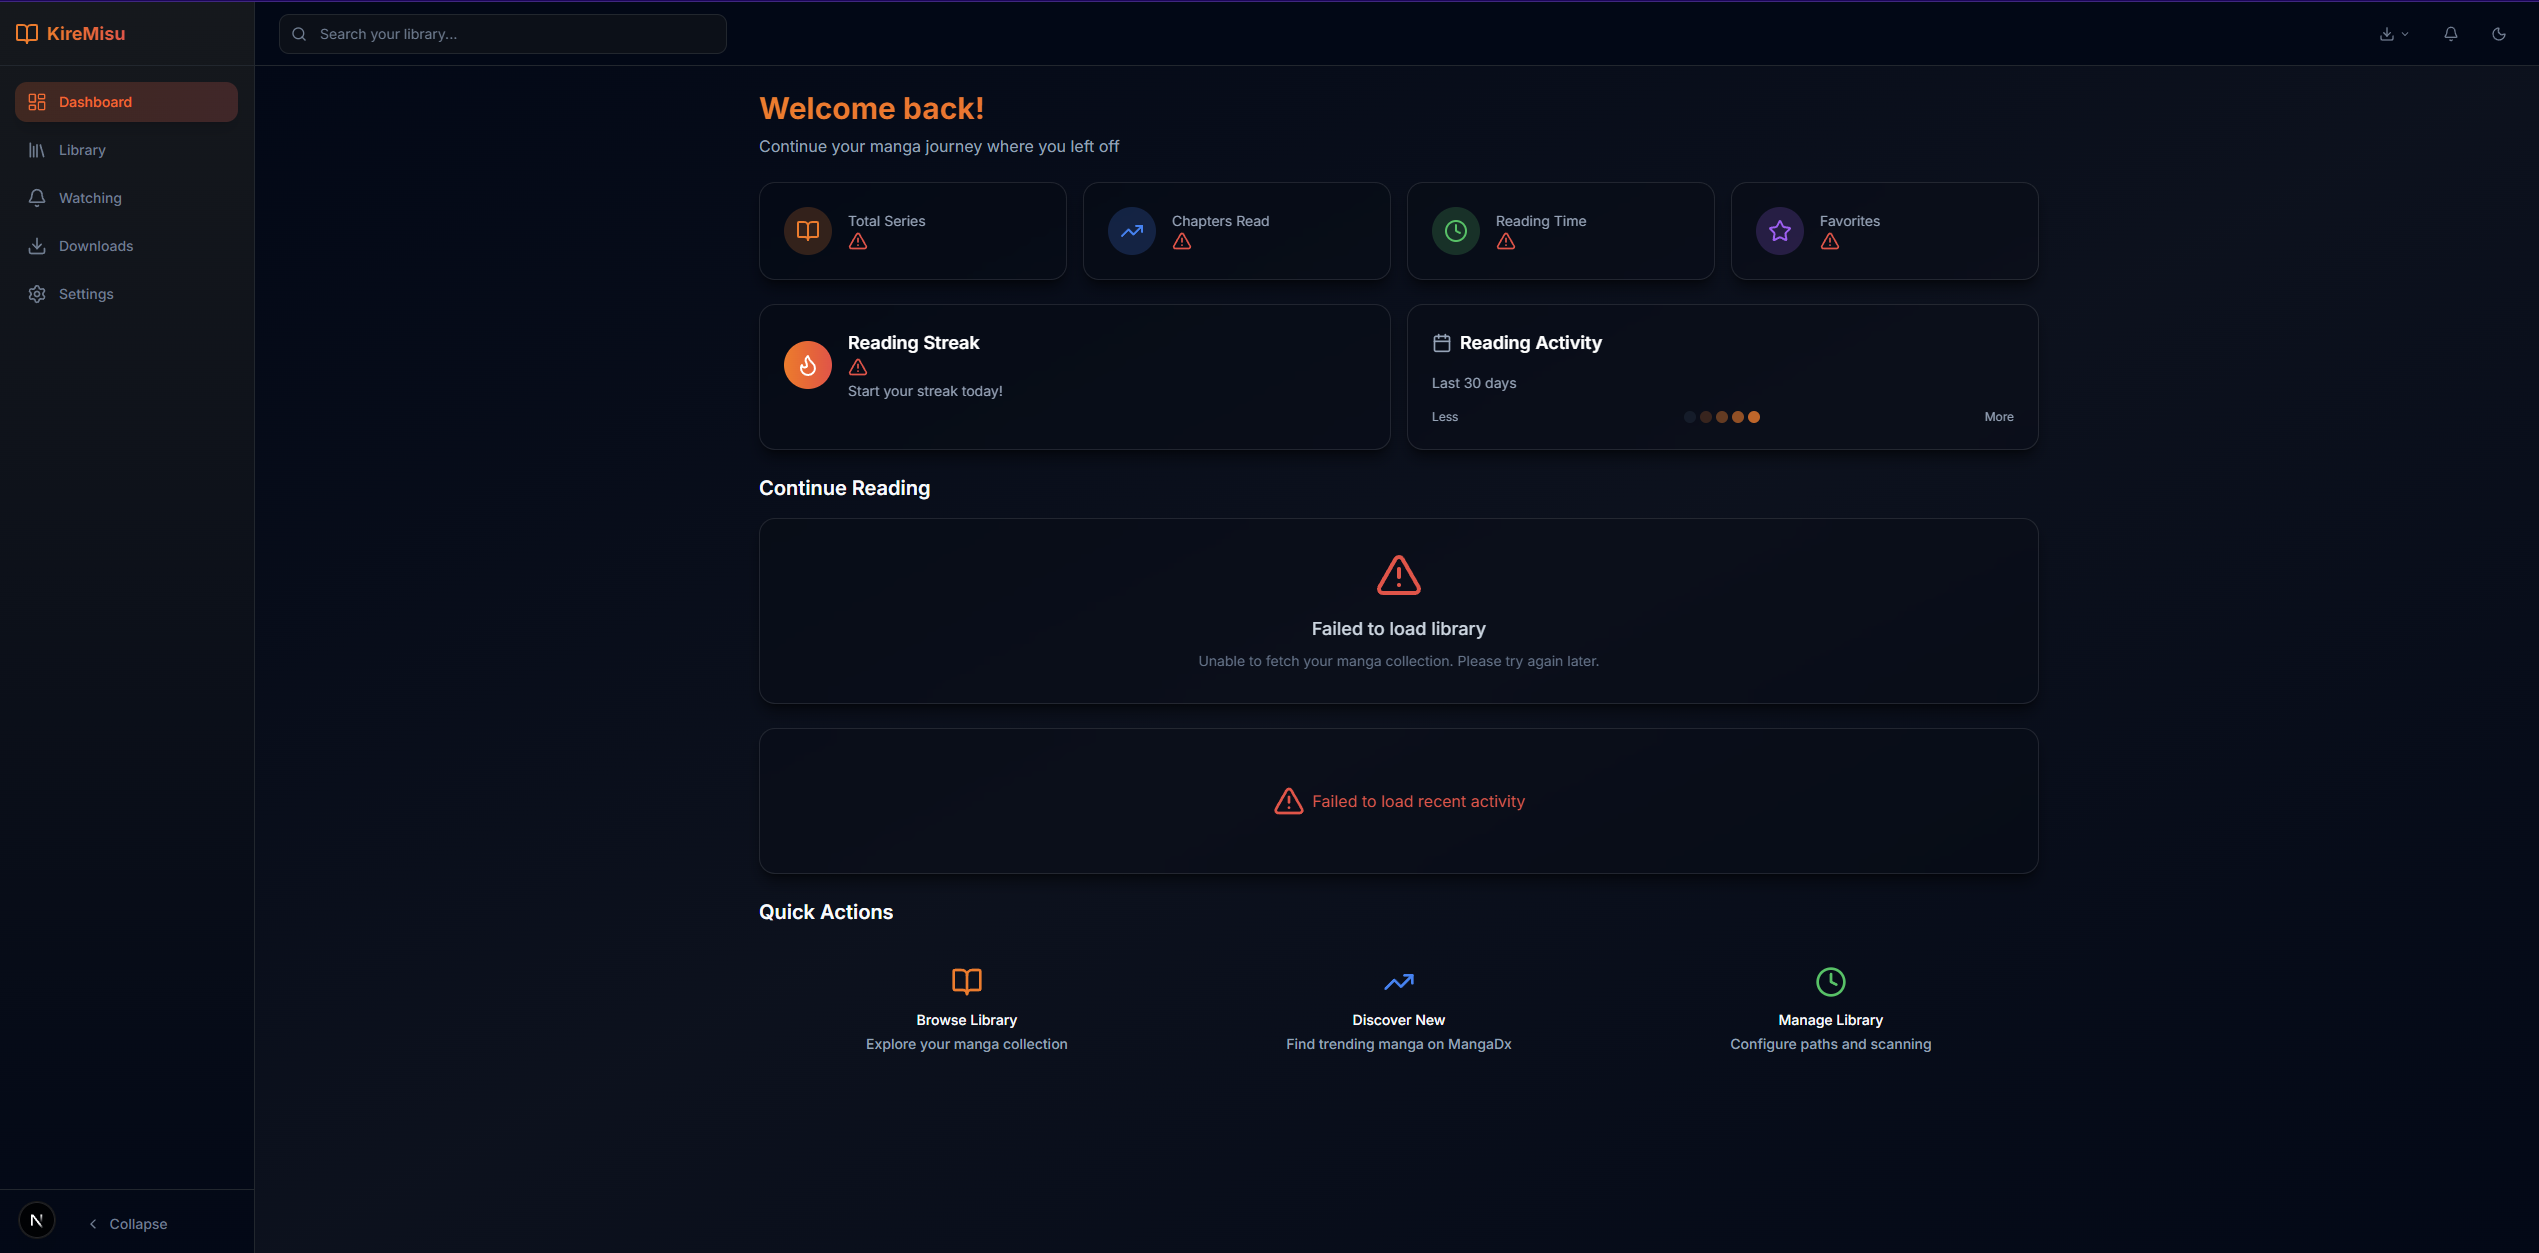 KireMisu
Search your library...
Dashboard
Library
Watching
Downloads
Settings
Welcome back!
Continue your manga journey where you left off
Total Series
Chapters Read
Reading Time
Favorites
Reading Streak
Start your streak today!
Reading Activity
Last 30 days
Less
More
Continue Reading
Failed to load library
Unable to fetch your manga collection. Please try again later.
Failed to load recent activity
Quick Actions
Browse Library
Explore your manga collection
Discover New
Find trending manga on MangaDx
Manage Library
Configure paths and scanning
N
Collapse